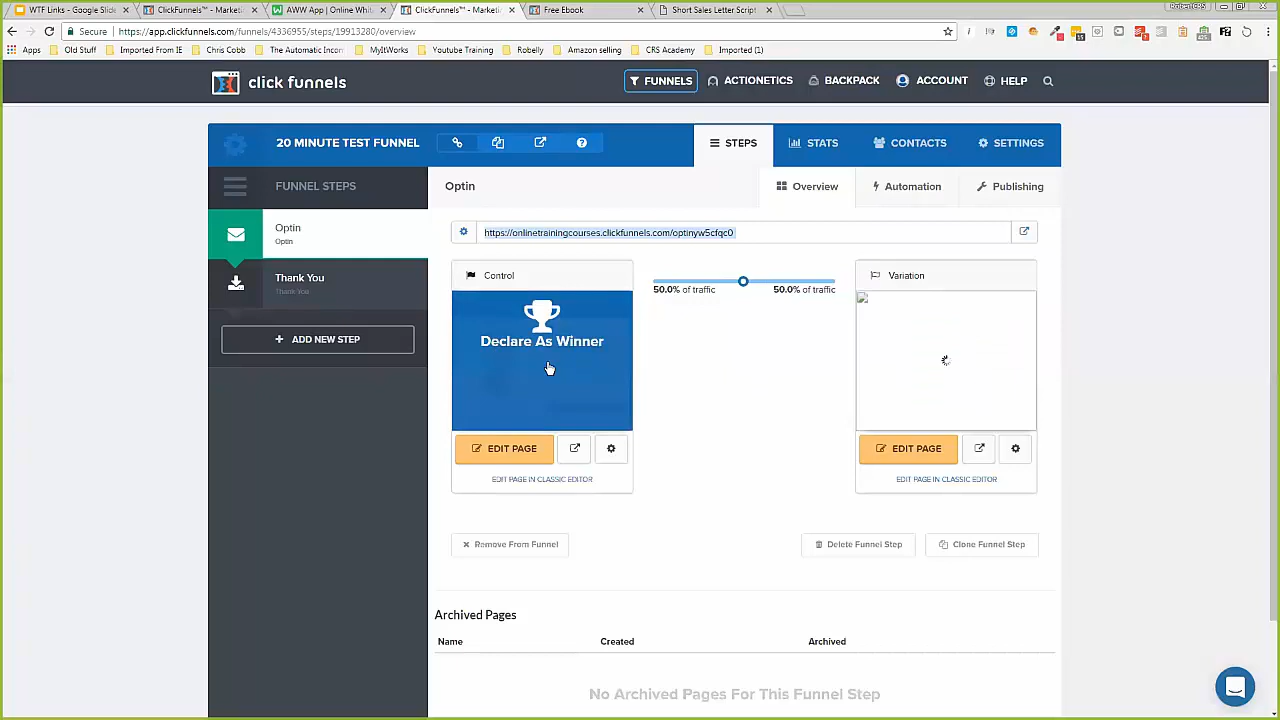 WTF Links - Google Slide
ClickFunnels™ - Marketi
AWW App | Online Whit
ClickFunnels™ - Marketi
Free Ebook
Short Sales Letter Script
Secure
https://app.clickfunnels.com/funnels/4336955/steps/19913280/overview
Apps
Old Stuff
Imported From IE
Chris Cobb
The Automatic Incon
MyItWorks
Youtube Training
Robelly
Amazon selling
CRS Academy
Imported (1)
click funnels
FUNNELS
ACTIONETICS
BACKPACK
ACCOUNT
HELP
20 MINUTE TEST FUNNEL
STEPS
STATS
CONTACTS
SETTINGS
FUNNEL STEPS
Optin
Overview
Automation
Publishing
Optin
Optin
https://onlinetrainingcourses.clickfunnels.com/optinyw5cfqc0
Thank You
Thank You
ADD NEW STEP
Control
50.0% of traffic
50.0% of traffic
Variation
Declare As Winner
EDIT PAGE
EDIT PAGE IN CLASSIC EDITOR
EDIT PAGE
EDIT PAGE IN CLASSIC EDITOR
Remove From Funnel
Delete Funnel Step
Clone Funnel Step
Archived Pages
Name
Created
Archived
No Archived Pages For This Funnel Step